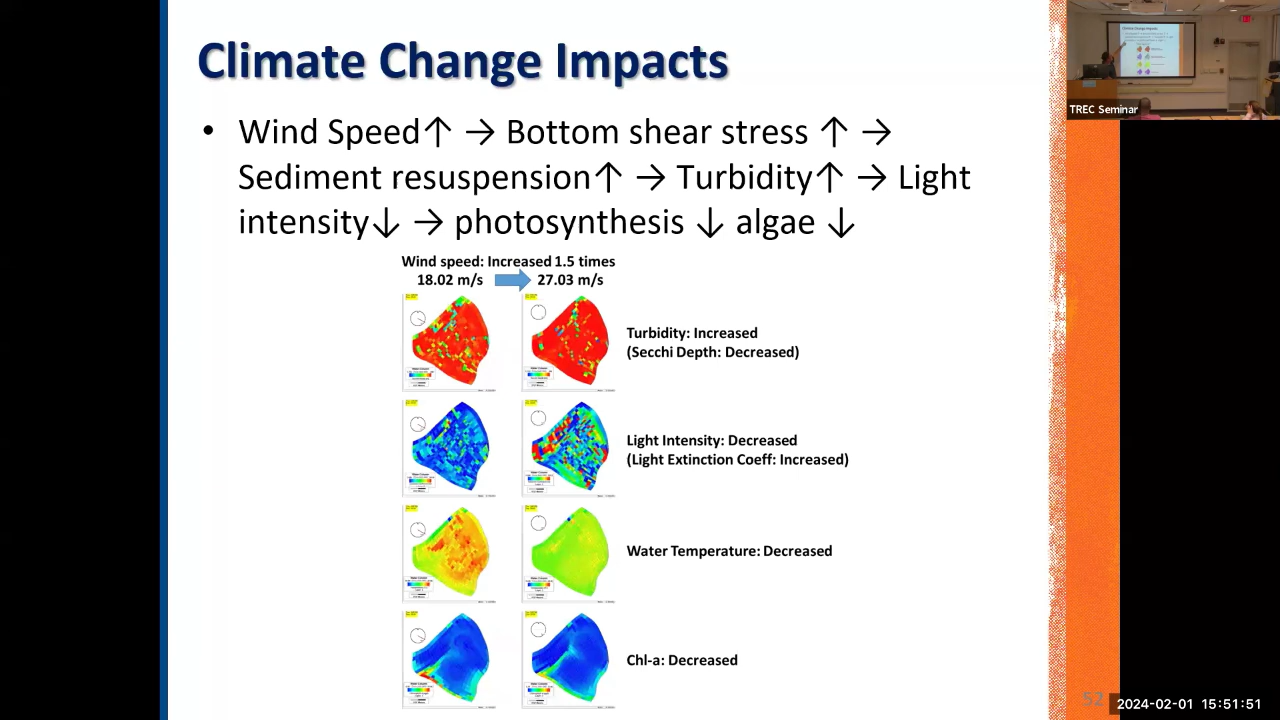 Climate Change Impacts
• Wind Speed↑ → Bottom shear stress ↑ →
Sediment resuspension↑ → Turbidity↑ → Light
intensity↓ → photosynthesis ↓ algae ↓
Wind speed: Increased 1.5 times
18.02 m/s 27.03 m/s
Turbidity: Increased
(Secchi Depth: Decreased)
Light Intensity: Decreased
(Light Extinction Coeff: Increased)
Water Temperature: Decreased
Chl-a: Decreased
TREC Seminar
52
2024-02-01 15:51:51